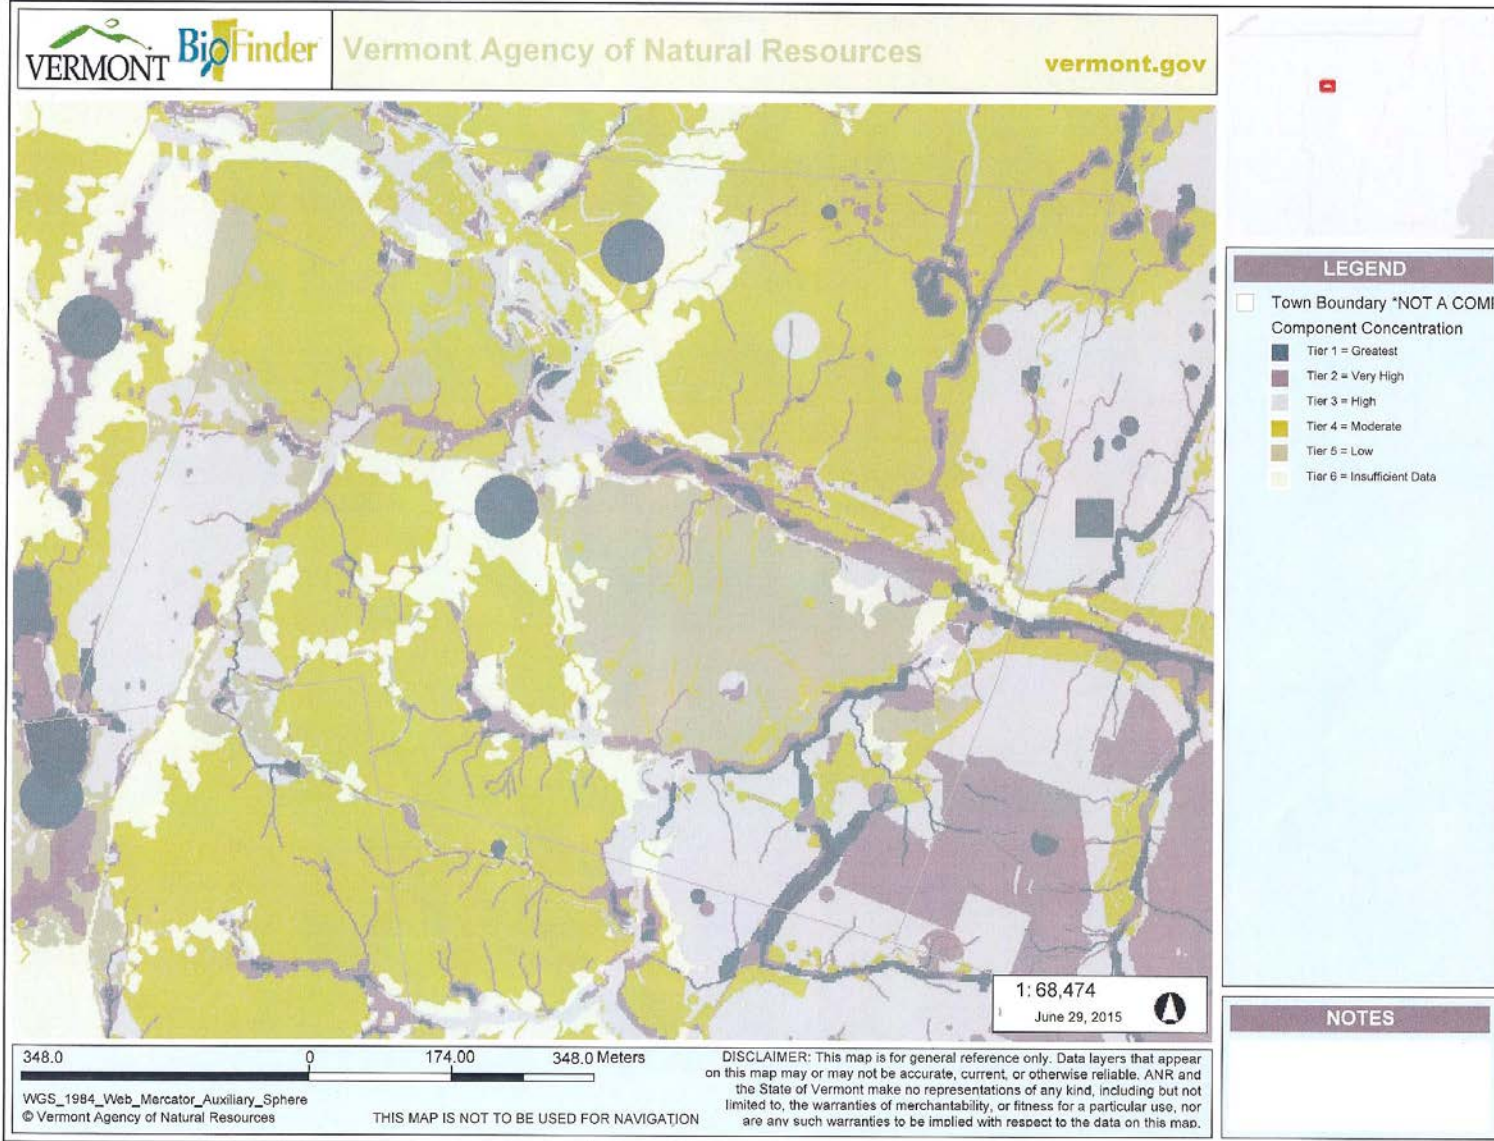 VERMONT
BioFinder
Vermont Agency of Natural Resources
vermont.gov
LEGEND
Town Boundary *NOT A COM
Component Concentration
Tier 1 = Greatest
Tier 2 = Very High
Tier 3 = High
Tier 4 = Moderate
Tier 5 = Low
Tier 6 = Insufficient Data
1: 68,474
June 29, 2015
NOTES
348.0 0 174.00 348.0 Meters
WGS_1984_Web_Mercator_Auxiliary_Sphere
© Vermont Agency of Natural Resources
THIS MAP IS NOT TO BE USED FOR NAVIGATION
DISCLAIMER: This map is for general reference only. Data layers that appear
on this map may or may not be accurate, current, or otherwise reliable. ANR and
the State of Vermont make no representations of any kind, including but not
limited to, the warranties of merchantability, or fitness for a particular use, nor
are any such warranties to be implied with respect to the data on this map.